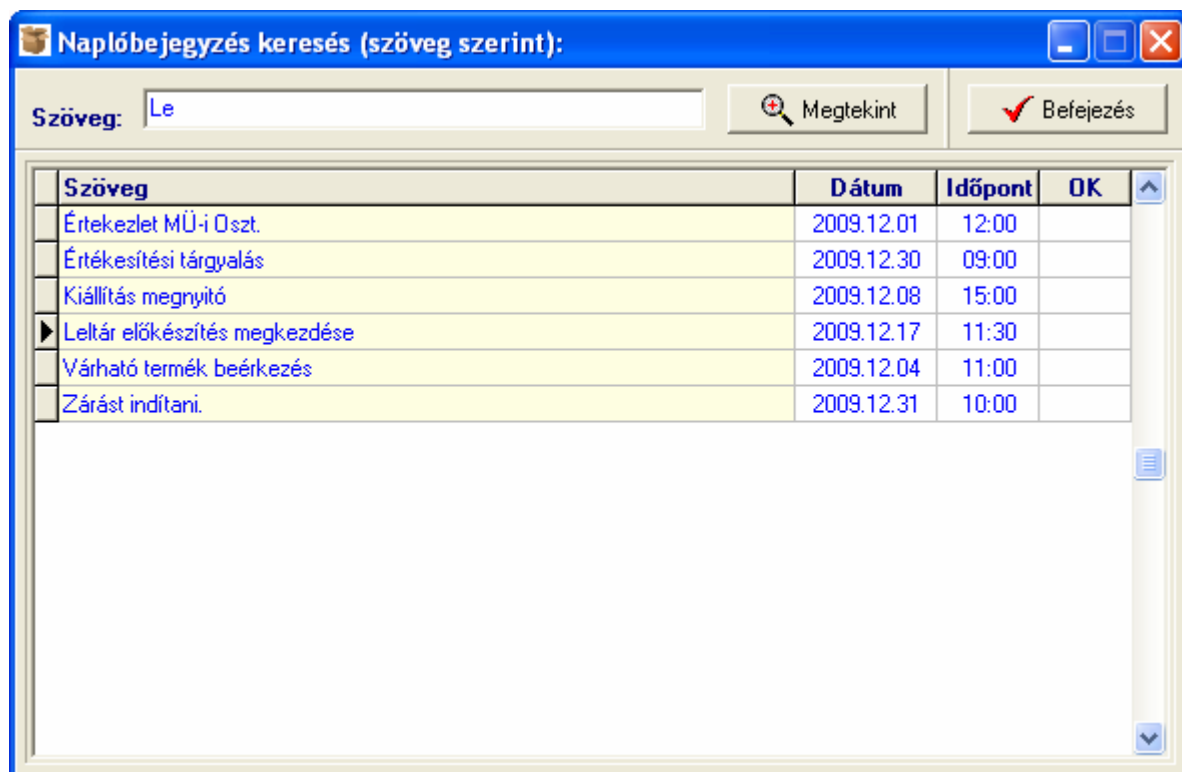 Naplóbejegyzés keresés (szöveg szerint):
Szöveg: Le Megtekint Befejezés
Szöveg Dátum Időpont OK
Értekezlet MÜ-i Oszt. 2009.12.01 12:00
Értékesítési tárgyalás 2009.12.30 09:00
Kiállítás megnyitó 2009.12.08 15:00
Leltár előkészítés megkezdése 2009.12.17 11:30
Várható termék beérkezés 2009.12.04 11:00
Zárást indítani. 2009.12.31 10:00